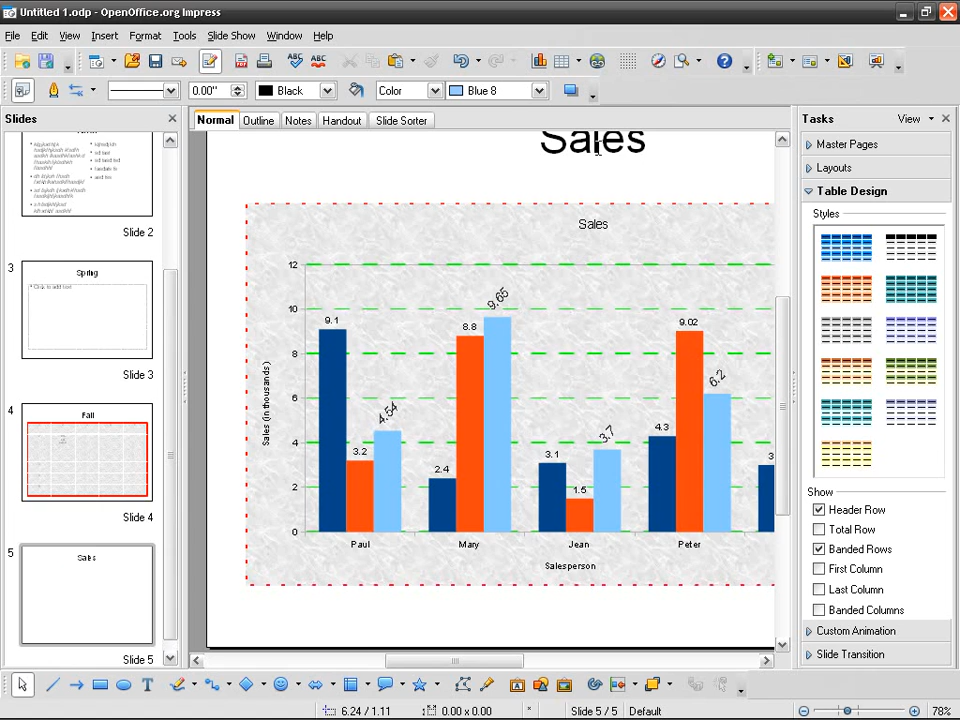 Untitled 1.odp - OpenOffice.org Impress
File Edit View Insert Format Tools Slide Show Window Help
0.00" Black Color Blue 8
Slides
Slide 2
3
Spring
Click to add text
Slide 3
4
Fall
Slide 4
5
Sales
Slide 5
Normal Outline Notes Handout Slide Sorter
Sales
Sales
12
10
8
6
4
2
0
Sales (in thousands)
9.1 3.2 4.54
2.4 8.8 9.65
3.1 1.5 3.7
4.3 9.02 6.2
3
Paul Mary Jean Peter
Salesperson
Tasks View
Master Pages
Layouts
Table Design
Styles
Show
Header Row
Total Row
Banded Rows
First Column
Last Column
Banded Columns
Custom Animation
Slide Transition
6.24 / 1.11 0.00 x 0.00 * Slide 5 / 5 Default 78%